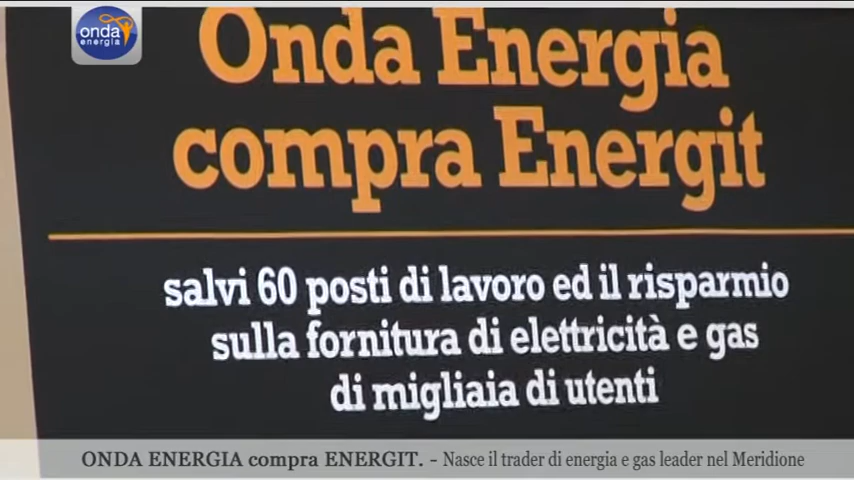 onda
energia
Onda Energia
compra Energit
salvi 60 posti di lavoro ed il risparmio
sulla fornitura di elettricità e gas
di migliaia di utenti
ONDA ENERGIA compra ENERGIT. – Nasce il trader di energia e gas leader nel Meridione